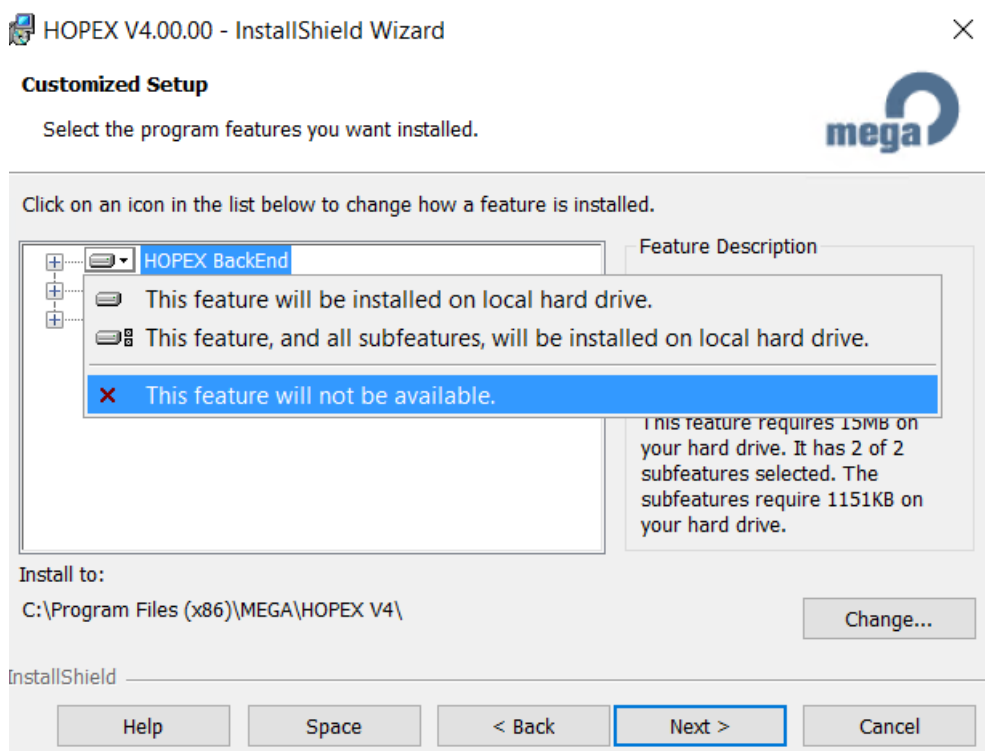 HOPEX V4.00.00 - InstallShield Wizard
Customized Setup
Select the program features you want installed.
mega
Click on an icon in the list below to change how a feature is installed.
HOPEX BackEnd
Feature Description
This feature will be installed on local hard drive.
This feature, and all subfeatures, will be installed on local hard drive.
This feature will not be available.
This feature requires 15MB on
your hard drive. It has 2 of 2
subfeatures selected. The
subfeatures require 1151KB on
your hard drive.
Install to:
C:\Program Files (x86)\MEGA\HOPEX V4\
Change...
InstallShield
Help
Space
< Back
Next >
Cancel